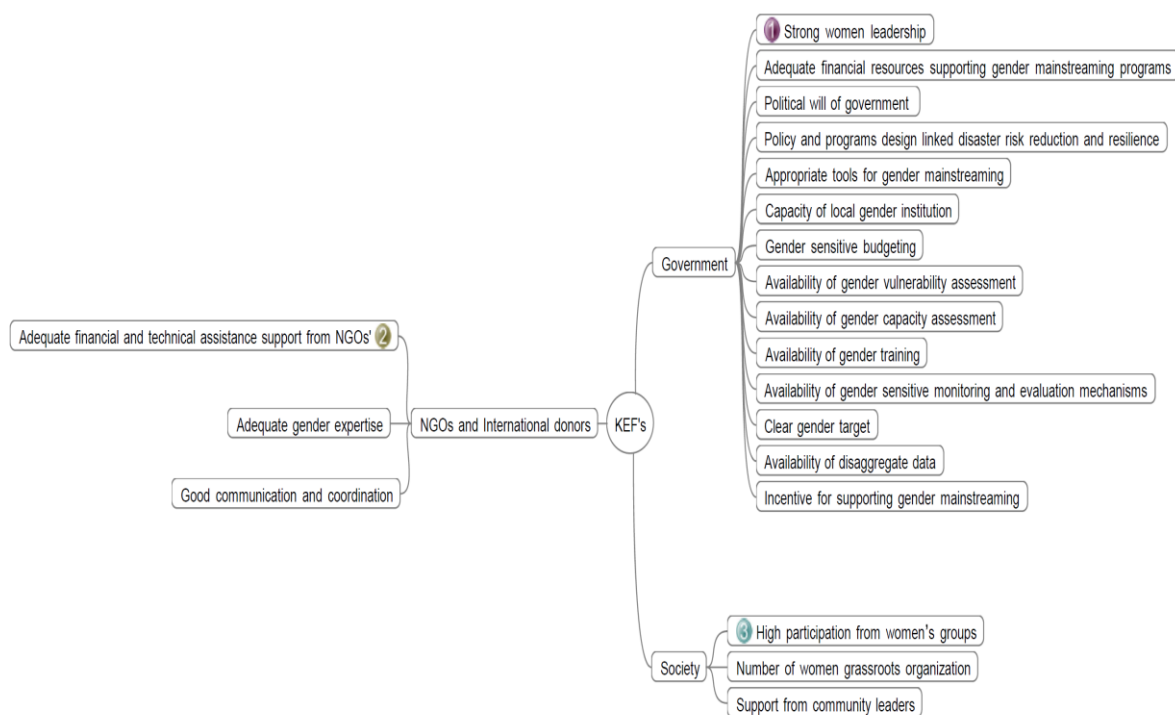 1 Strong women leadership
Adequate financial resources supporting gender mainstreaming programs
Political will of government
Policy and programs design linked disaster risk reduction and resilience
Appropriate tools for gender mainstreaming
Capacity of local gender institution
Gender sensitive budgeting
Government
Availability of gender vulnerability assessment
Availability of gender capacity assessment
Availability of gender training
Availability of gender sensitive monitoring and evaluation mechanisms
Clear gender target
Availability of disaggregate data
Incentive for supporting gender mainstreaming
Adequate financial and technical assistance support from NGOs' 2
Adequate gender expertise
Good communication and coordination
NGOs and International donors
KEF's
Society
3 High participation from women's groups
Number of women grassroots organization
Support from community leaders